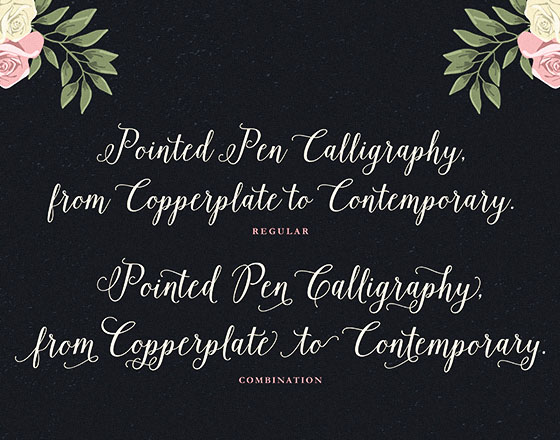 Pointed Pen Calligraphy,
from Copperplate to Contemporary.
REGULAR
Pointed Pen Calligraphy,
from Copperplate to Contemporary.
COMBINATION